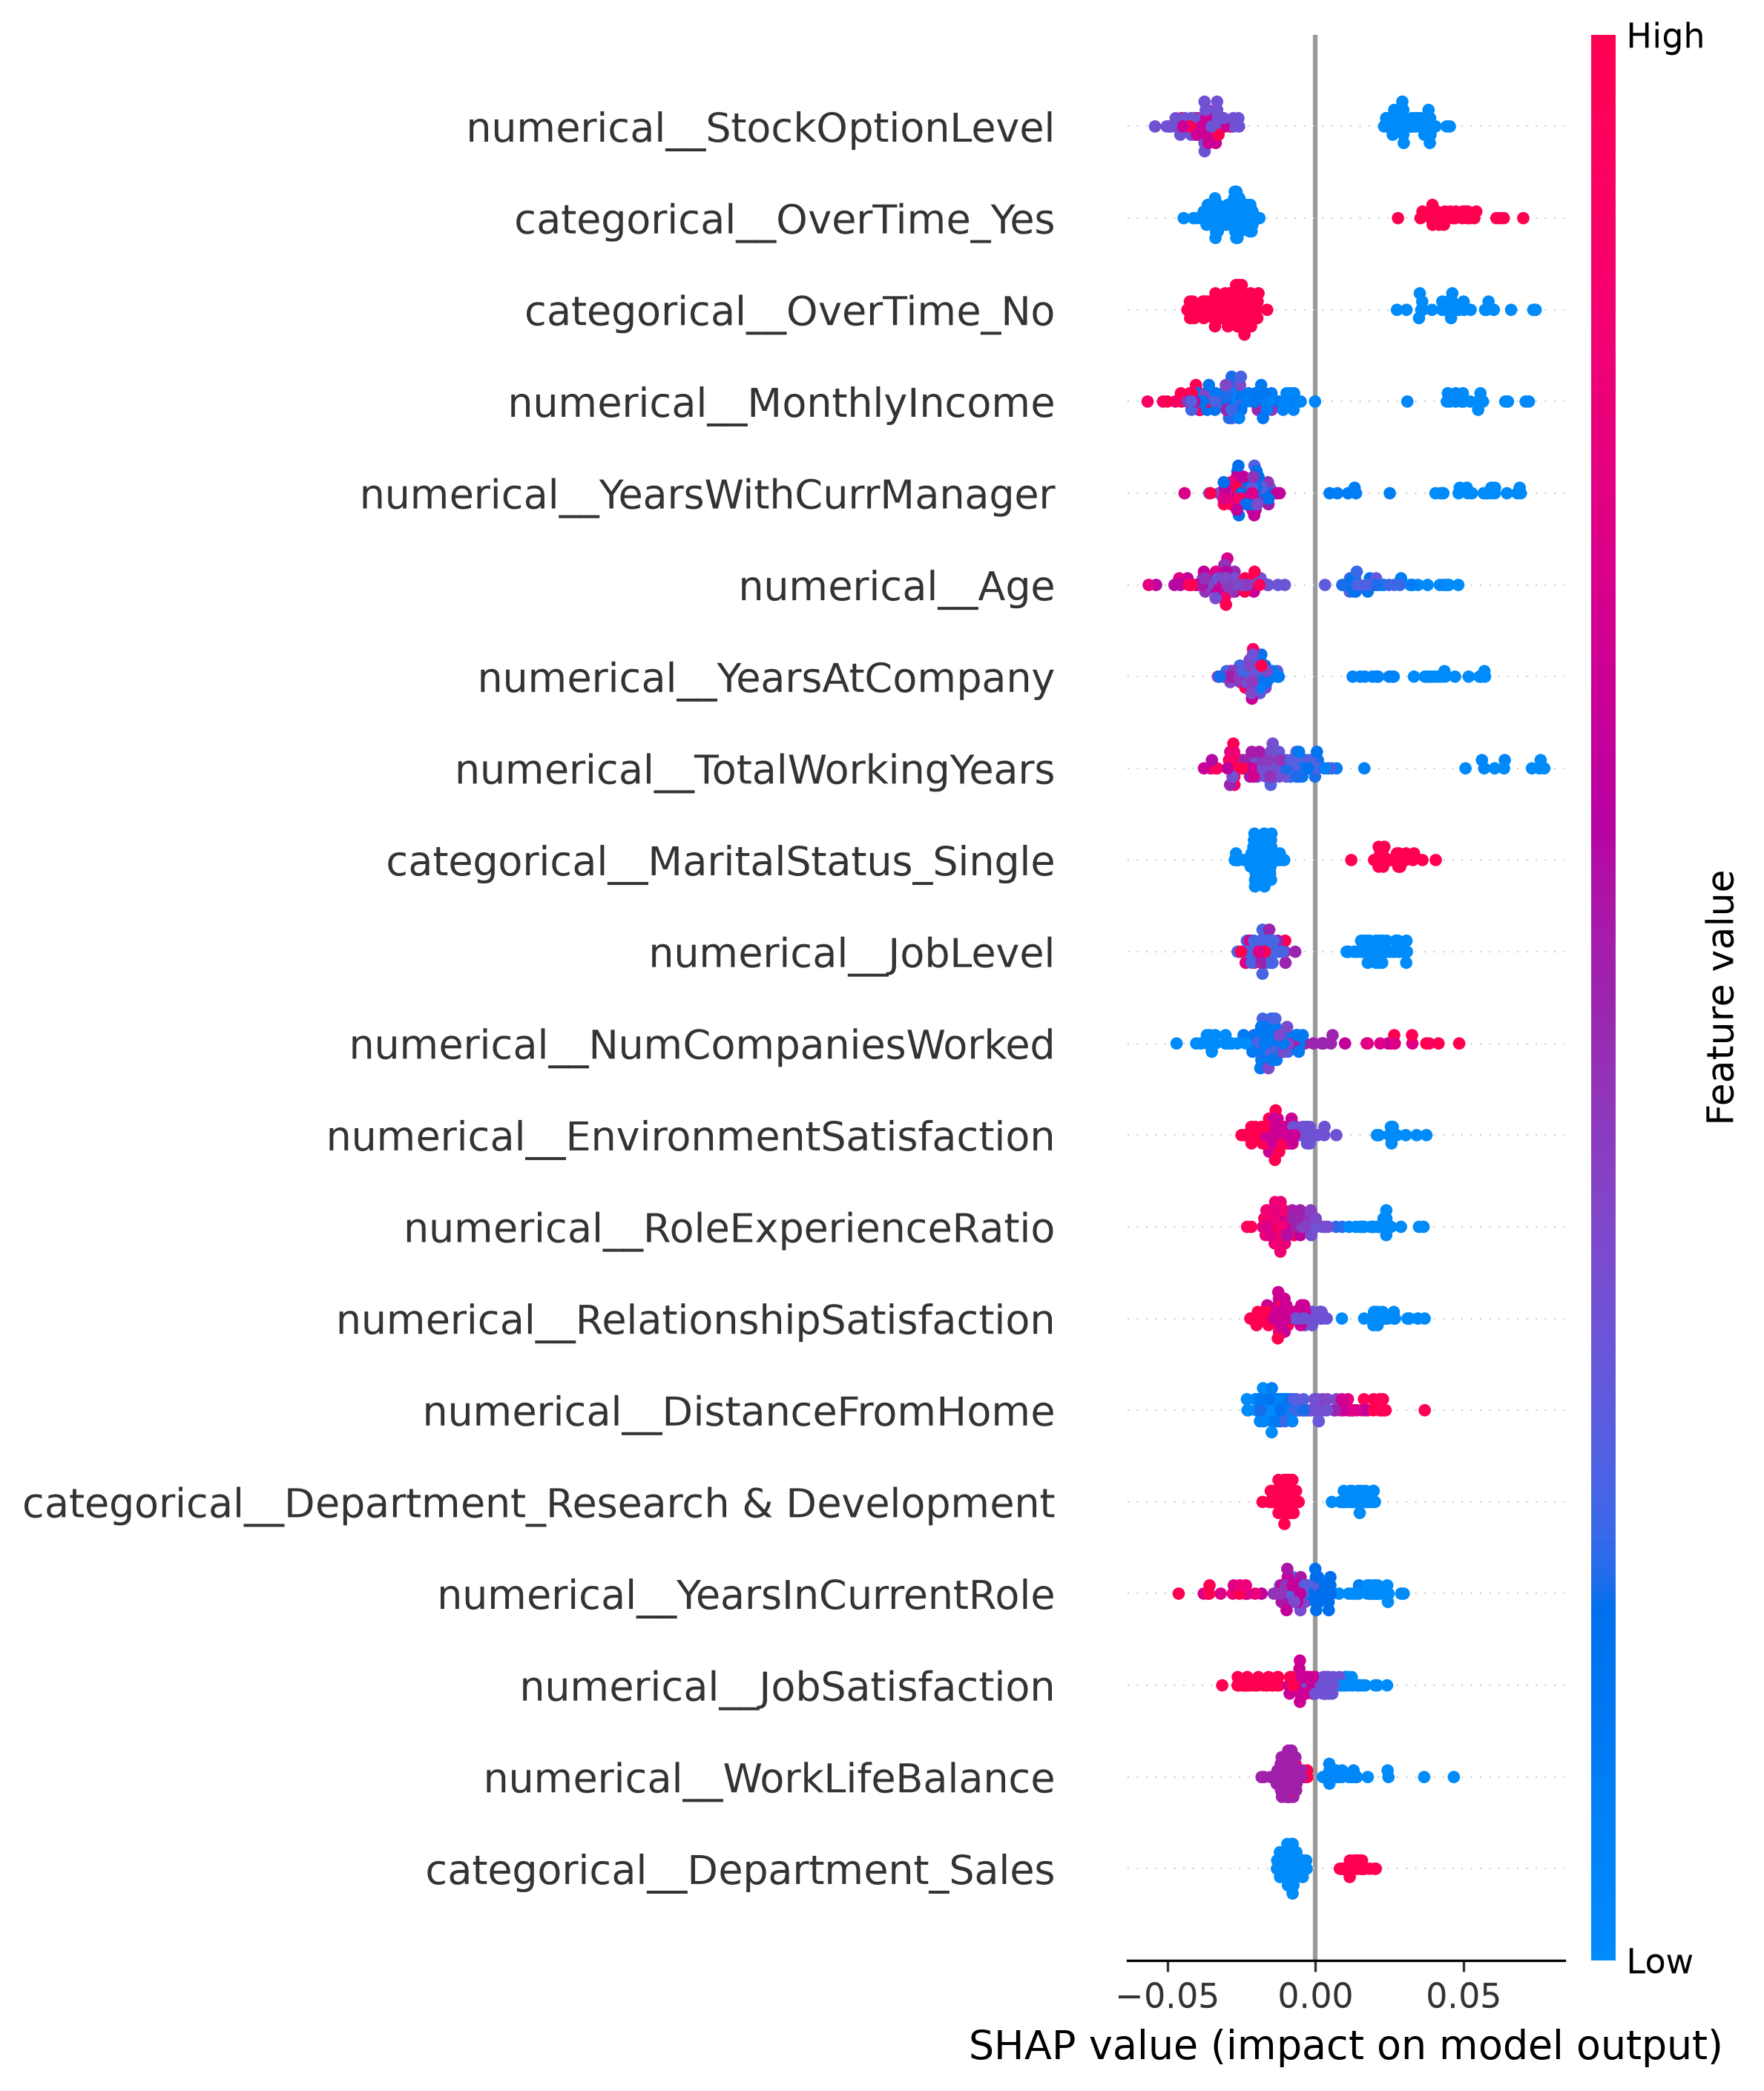 High
numerical__StockOptionLevel
categorical__OverTime_Yes
categorical__OverTime_No
numerical__MonthlyIncome
numerical__YearsWithCurrManager
numerical__Age
numerical__YearsAtCompany
numerical__TotalWorkingYears
categorical__MaritalStatus_Single
numerical__JobLevel
numerical__NumCompaniesWorked
numerical__EnvironmentSatisfaction
numerical__RoleExperienceRatio
numerical__RelationshipSatisfaction
numerical__DistanceFromHome
categorical__Department_Research & Development
numerical__YearsInCurrentRole
numerical__JobSatisfaction
numerical__WorkLifeBalance
categorical__Department_Sales
Feature value
Low
−0.05 0.00 0.05
SHAP value (impact on model output)